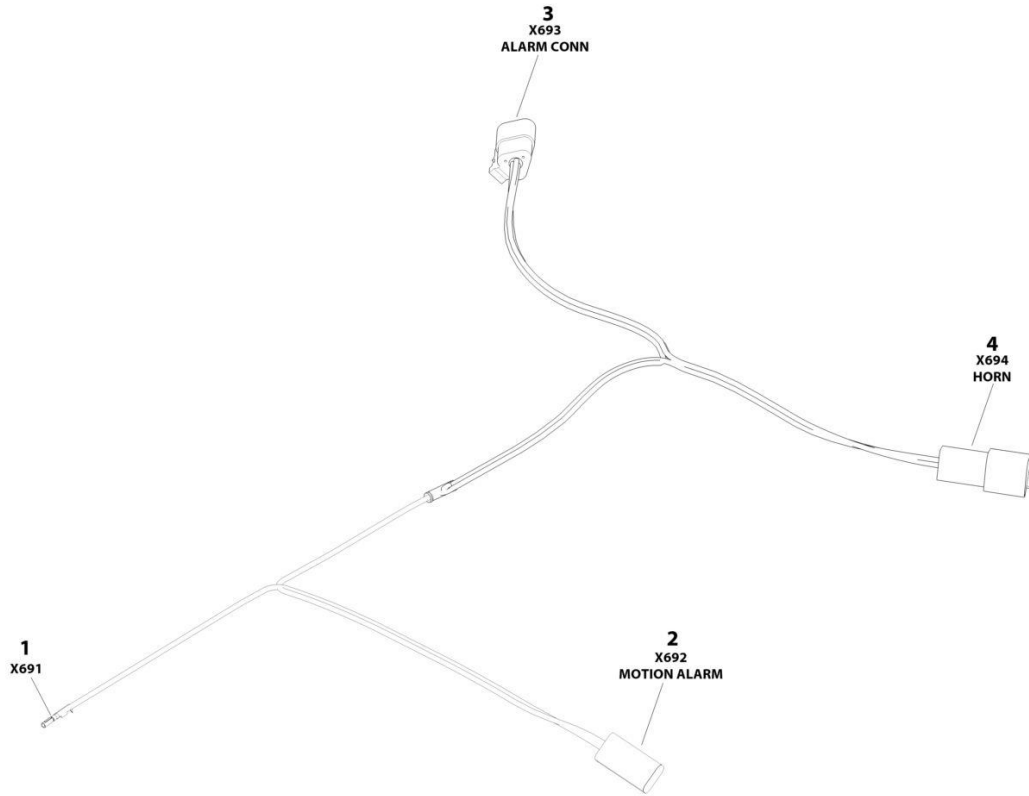 3
X693
ALARM CONN
4
X694
HORN
1
X691
2
X692
MOTION ALARM